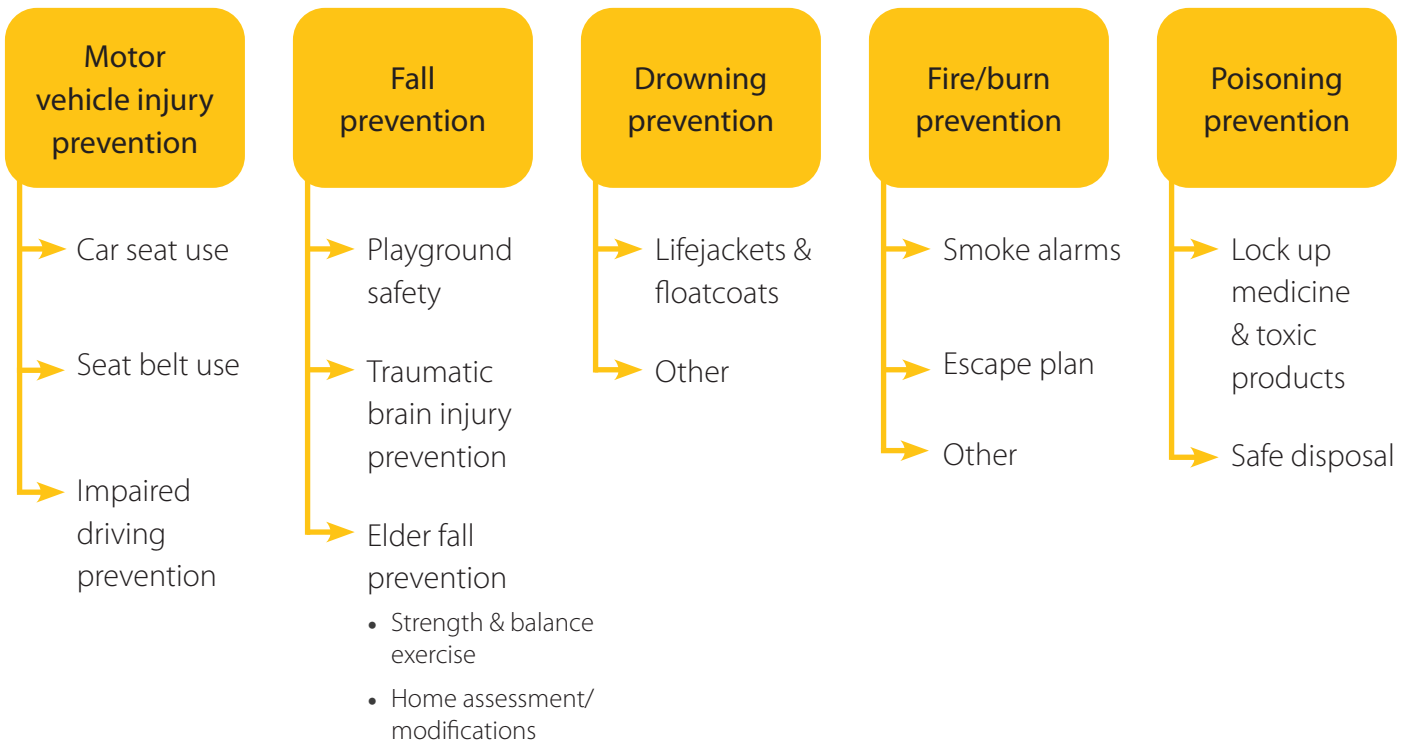 Motor
vehicle injury
prevention
Car seat use
Seat belt use
Impaired
driving
prevention
Fall
prevention
Playground
safety
Traumatic
brain injury
prevention
Elder fall
prevention
• Strength & balance
exercise
• Home assessment/
modifications
Drowning
prevention
Lifejackets &
floatcoats
Other
Fire/burn
prevention
Smoke alarms
Escape plan
Other
Poisoning
prevention
Lock up
medicine
& toxic
products
Safe disposal